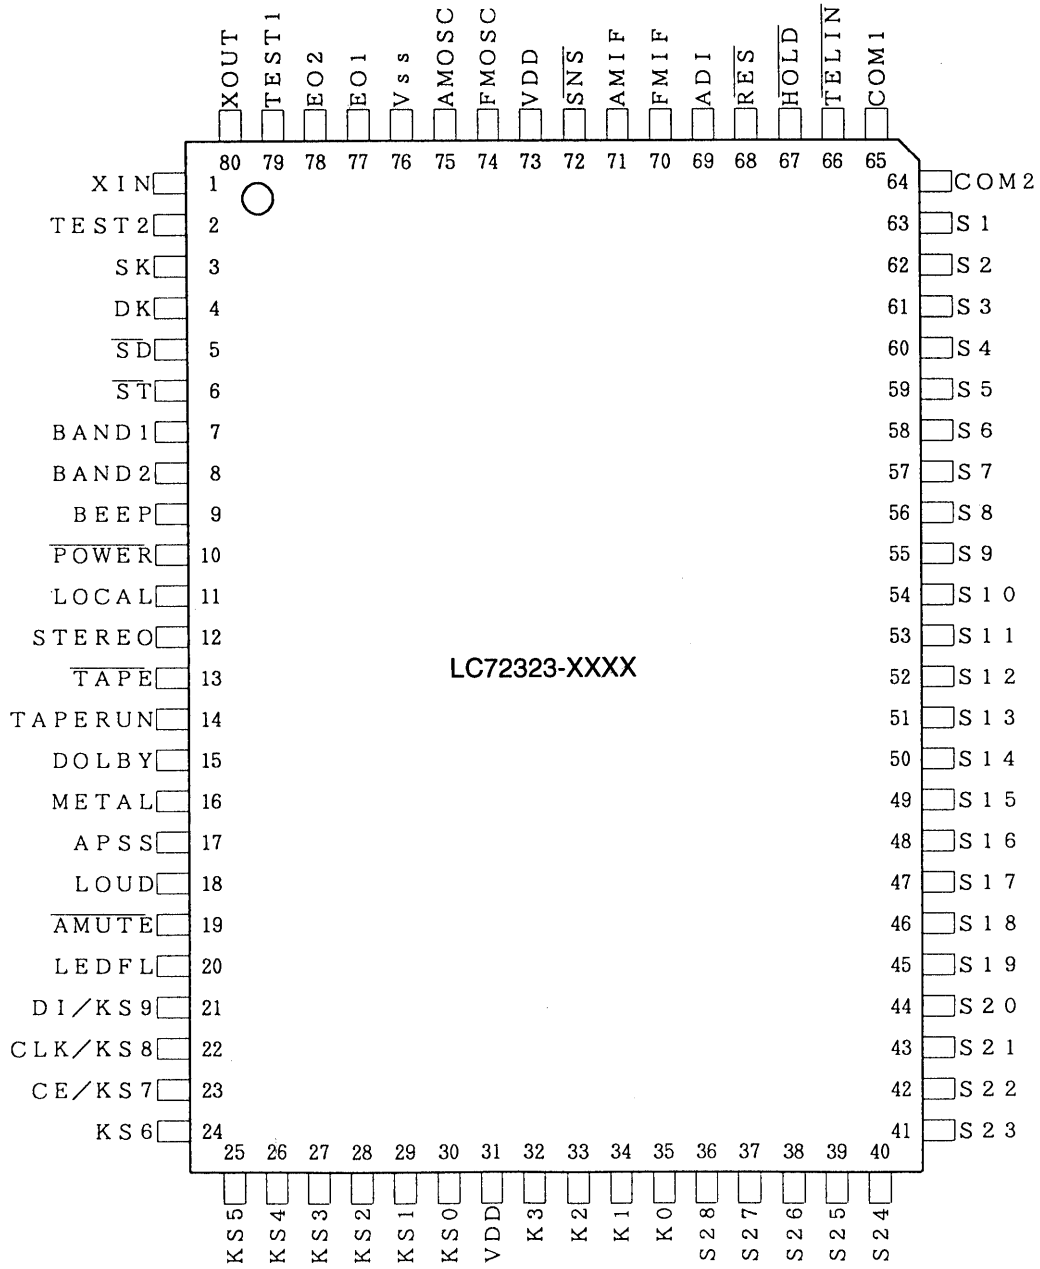 XOUT TEST1 EO2 EO1 Vss AMOSC FMOSC VDD SNS AMIF FMIF ADI RES HOLD TELIN COM1
80 79 78 77 76 75 74 73 72 71 70 69 68 67 66 65
XIN 1 64 COM2
TEST2 2 63 S1
SK 3 62 S2
DK 4 61 S3
SD 5 60 S4
ST 6 59 S5
BAND1 7 58 S6
BAND2 8 57 S7
BEEP 9 56 S8
POWER 10 55 S9
LOCAL 11 54 S10
STEREO 12 53 S11
LC72323-XXXX
TAPE 13 52 S12
TAPERUN 14 51 S13
DOLBY 15 50 S14
METAL 16 49 S15
APSS 17 48 S16
LOUD 18 47 S17
AMUTE 19 46 S18
LEDFL 20 45 S19
DI/KS9 21 44 S20
CLK/KS8 22 43 S21
CE/KS7 23 42 S22
KS6 24 41 S23
25 26 27 28 29 30 31 32 33 34 35 36 37 38 39 40
KS5 KS4 KS3 KS2 KS1 KS0 VDD K3 K2 K1 K0 S28 S27 S26 S25 S24